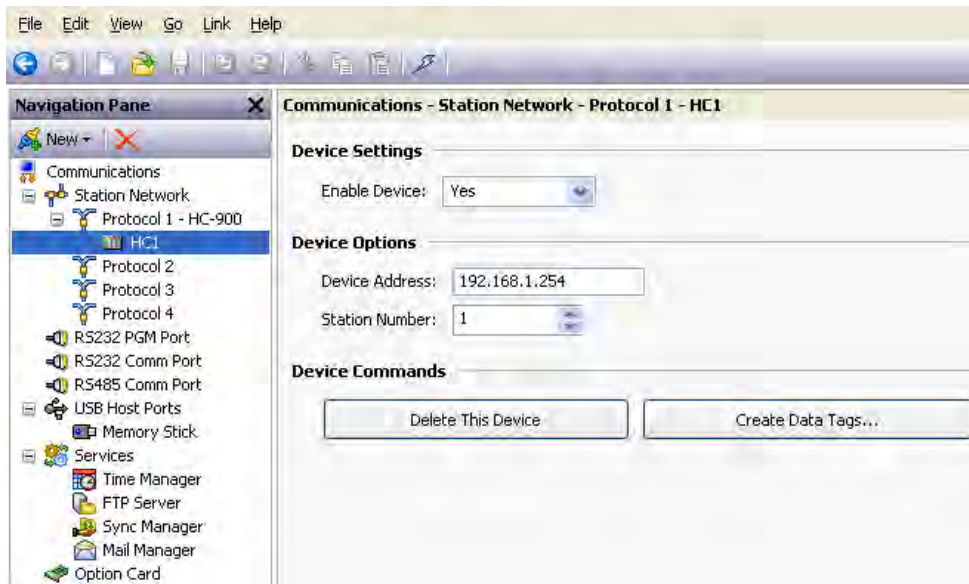 File Edit View Go Link Help
Navigation Pane
New
Communications
Station Network
Protocol 1 - HC-900
HC1
Protocol 2
Protocol 3
Protocol 4
RS232 PGM Port
RS232 Comm Port
RS485 Comm Port
USB Host Ports
Memory Stick
Services
Time Manager
FTP Server
Sync Manager
Mail Manager
Option Card
Communications - Station Network - Protocol 1 - HC1
Device Settings
Enable Device: Yes
Device Options
Device Address: 192.168.1.254
Station Number: 1
Device Commands
Delete This Device Create Data Tags...